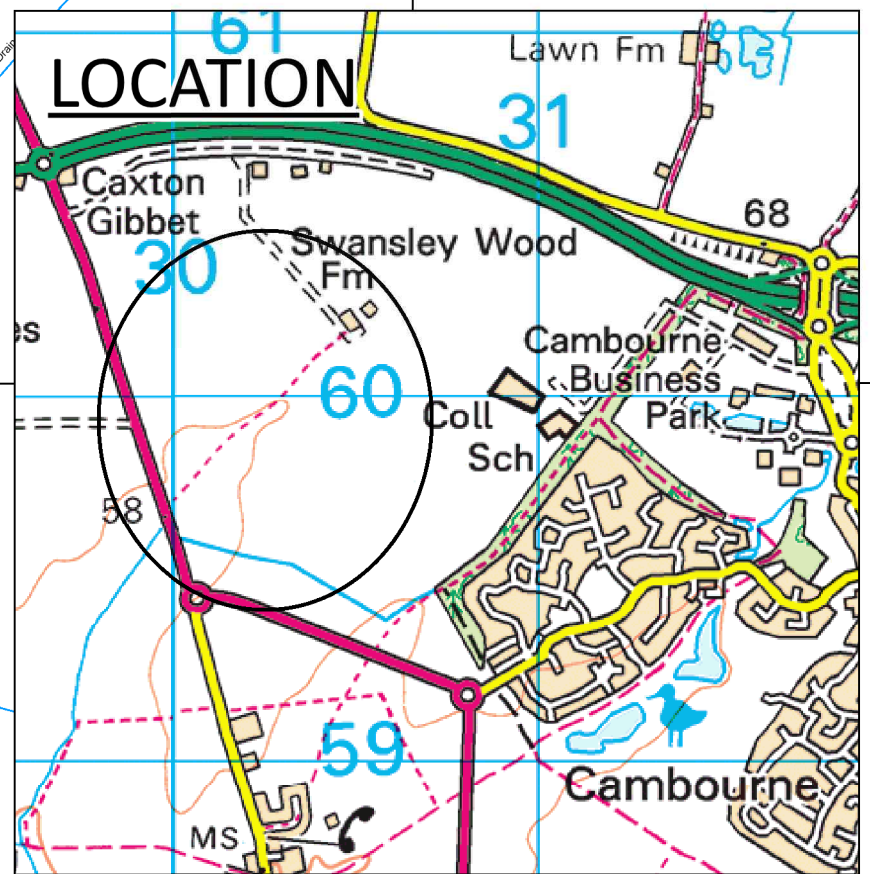 Drain
61
LOCATION
Lawn Fm
31
Caxton
Gibbet
68
30
Swansley Wood
Fm
es
Cambourne
Business
Park
60
Coll
Sch
58
59
Cambourne
MS